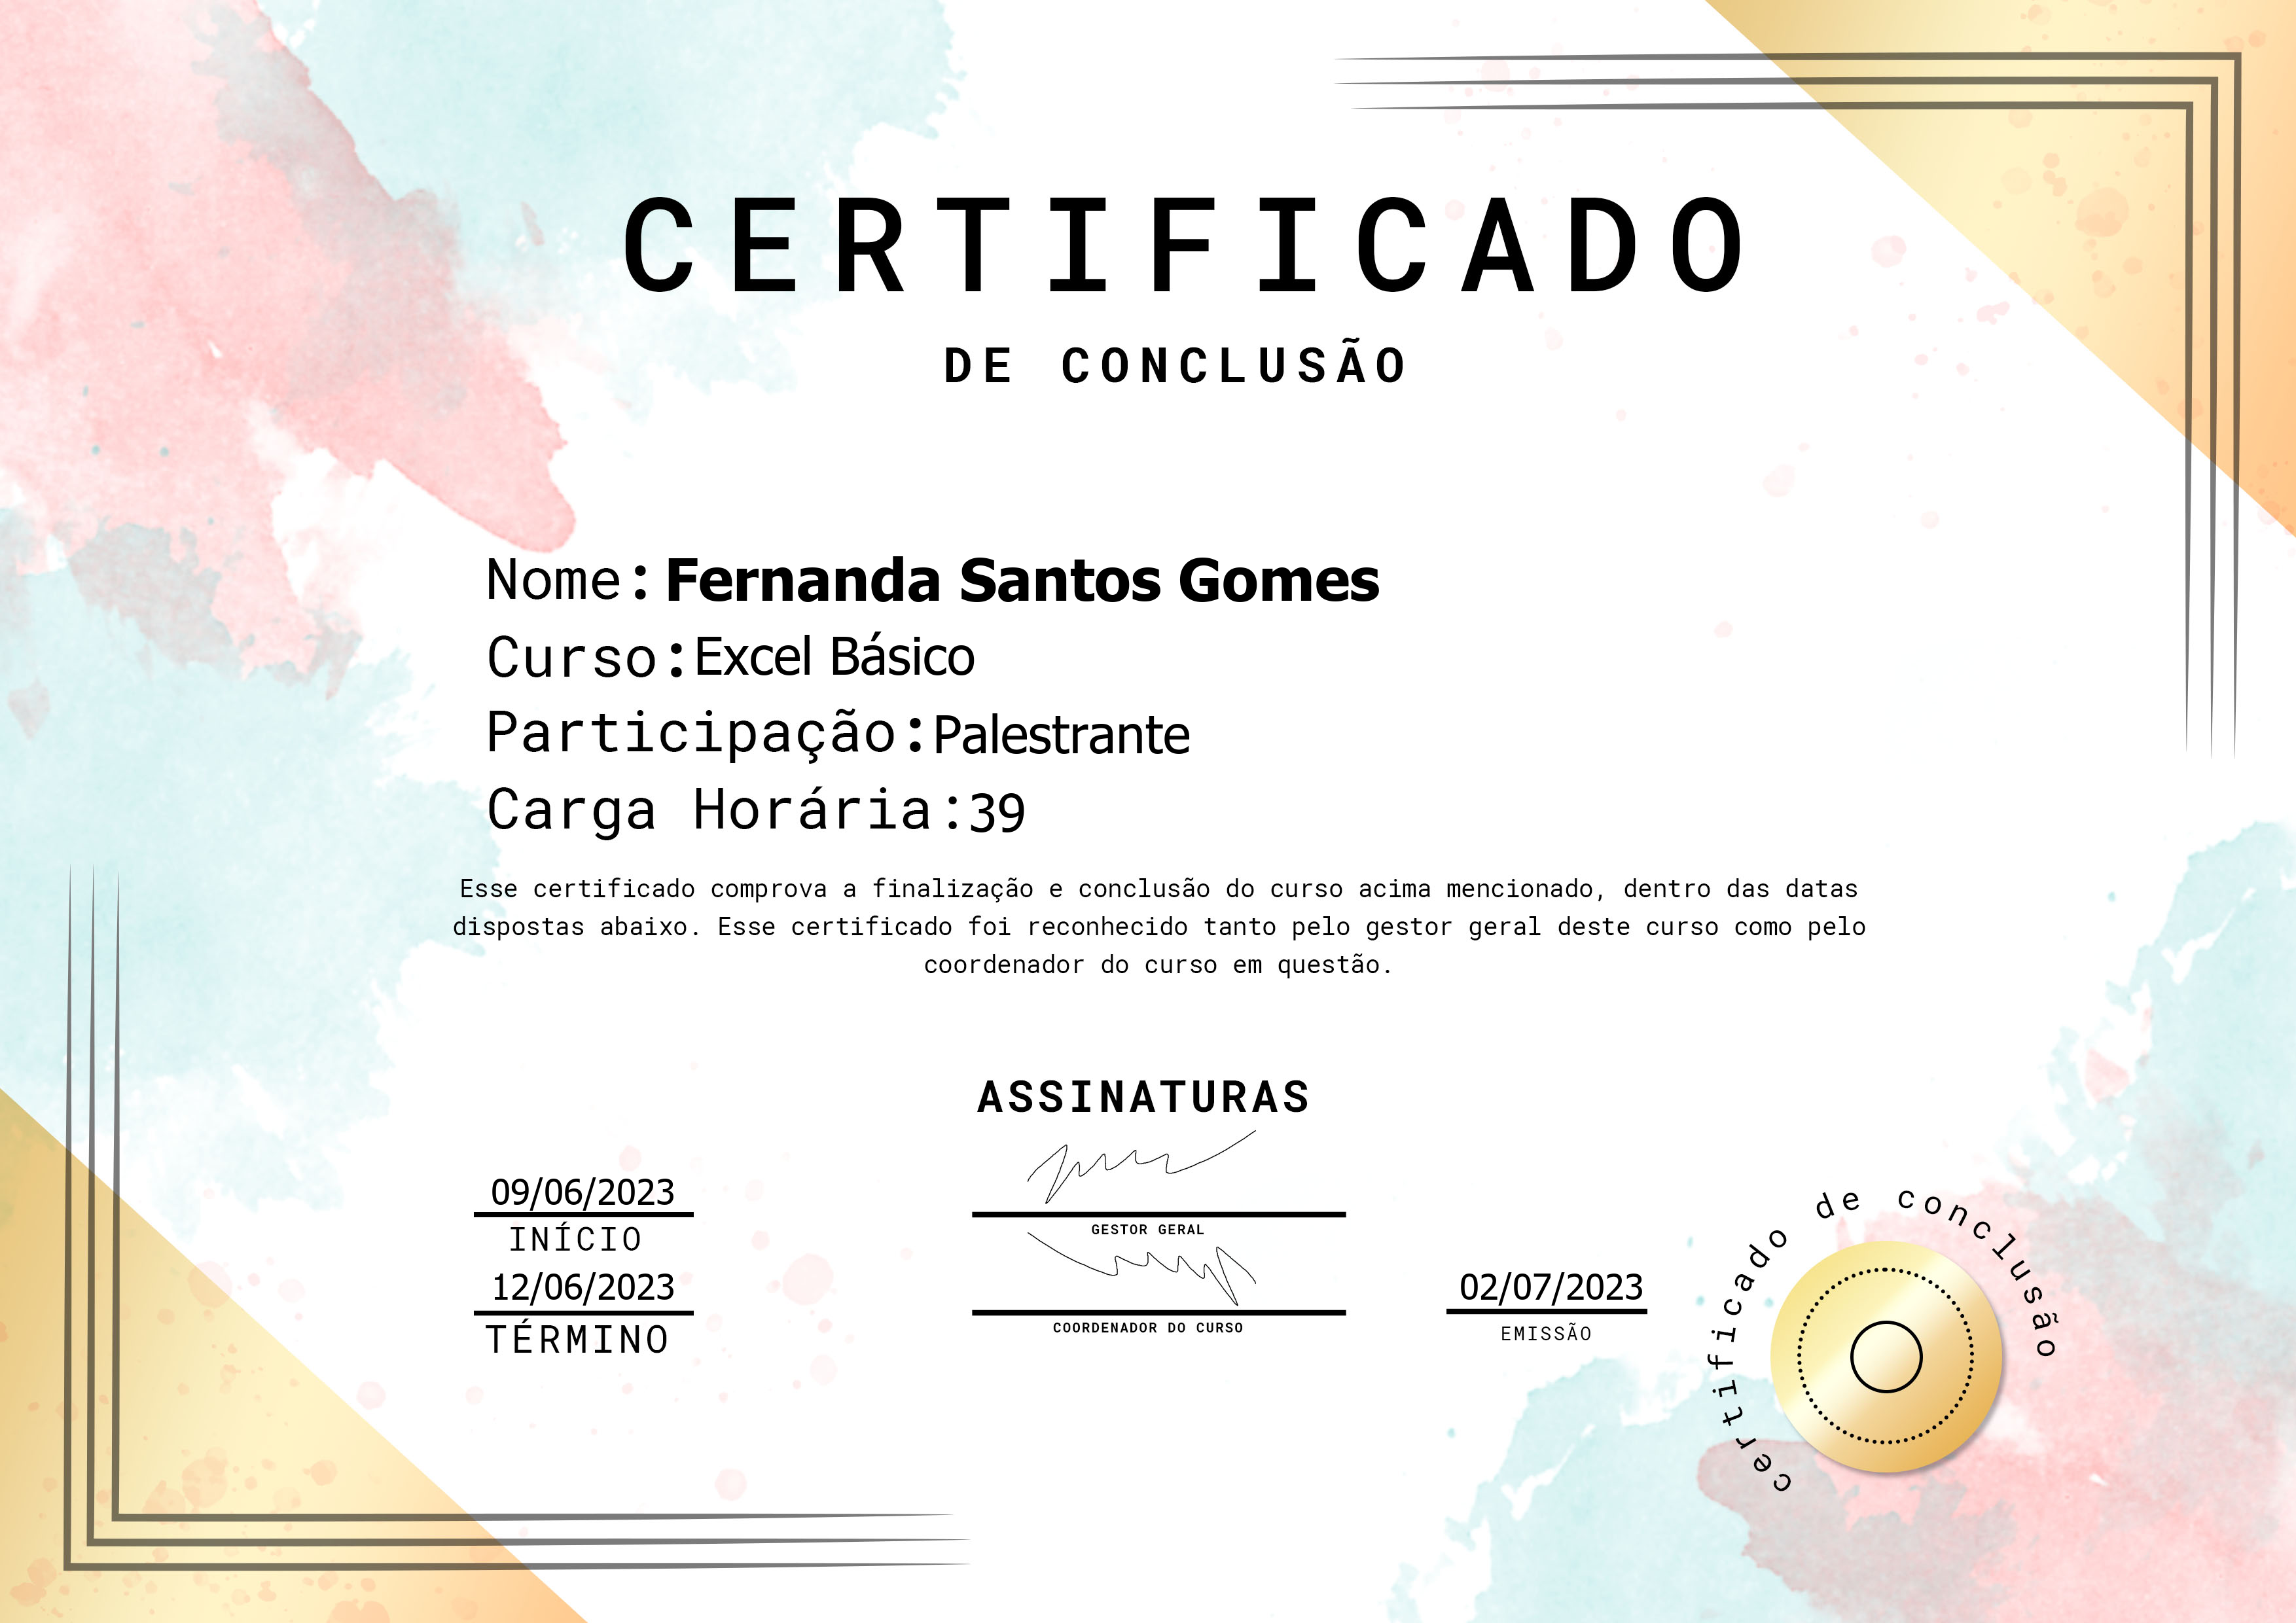 CERTIFICADO
DE CONCLUSÃO
Nome: Fernanda Santos Gomes
Curso: Excel Básico
Participação: Palestrante
Carga Horária: 39
Esse certificado comprova a finalização e conclusão do curso acima mencionado, dentro das datas
dispostas abaixo. Esse certificado foi reconhecido tanto pelo gestor geral deste curso como pelo
coordenador do curso em questão.
ASSINATURAS
09/06/2023
INÍCIO
GESTOR GERAL
12/06/2023
TÉRMINO
COORDENADOR DO CURSO
02/07/2023
EMISSÃO
certificado de conclusão